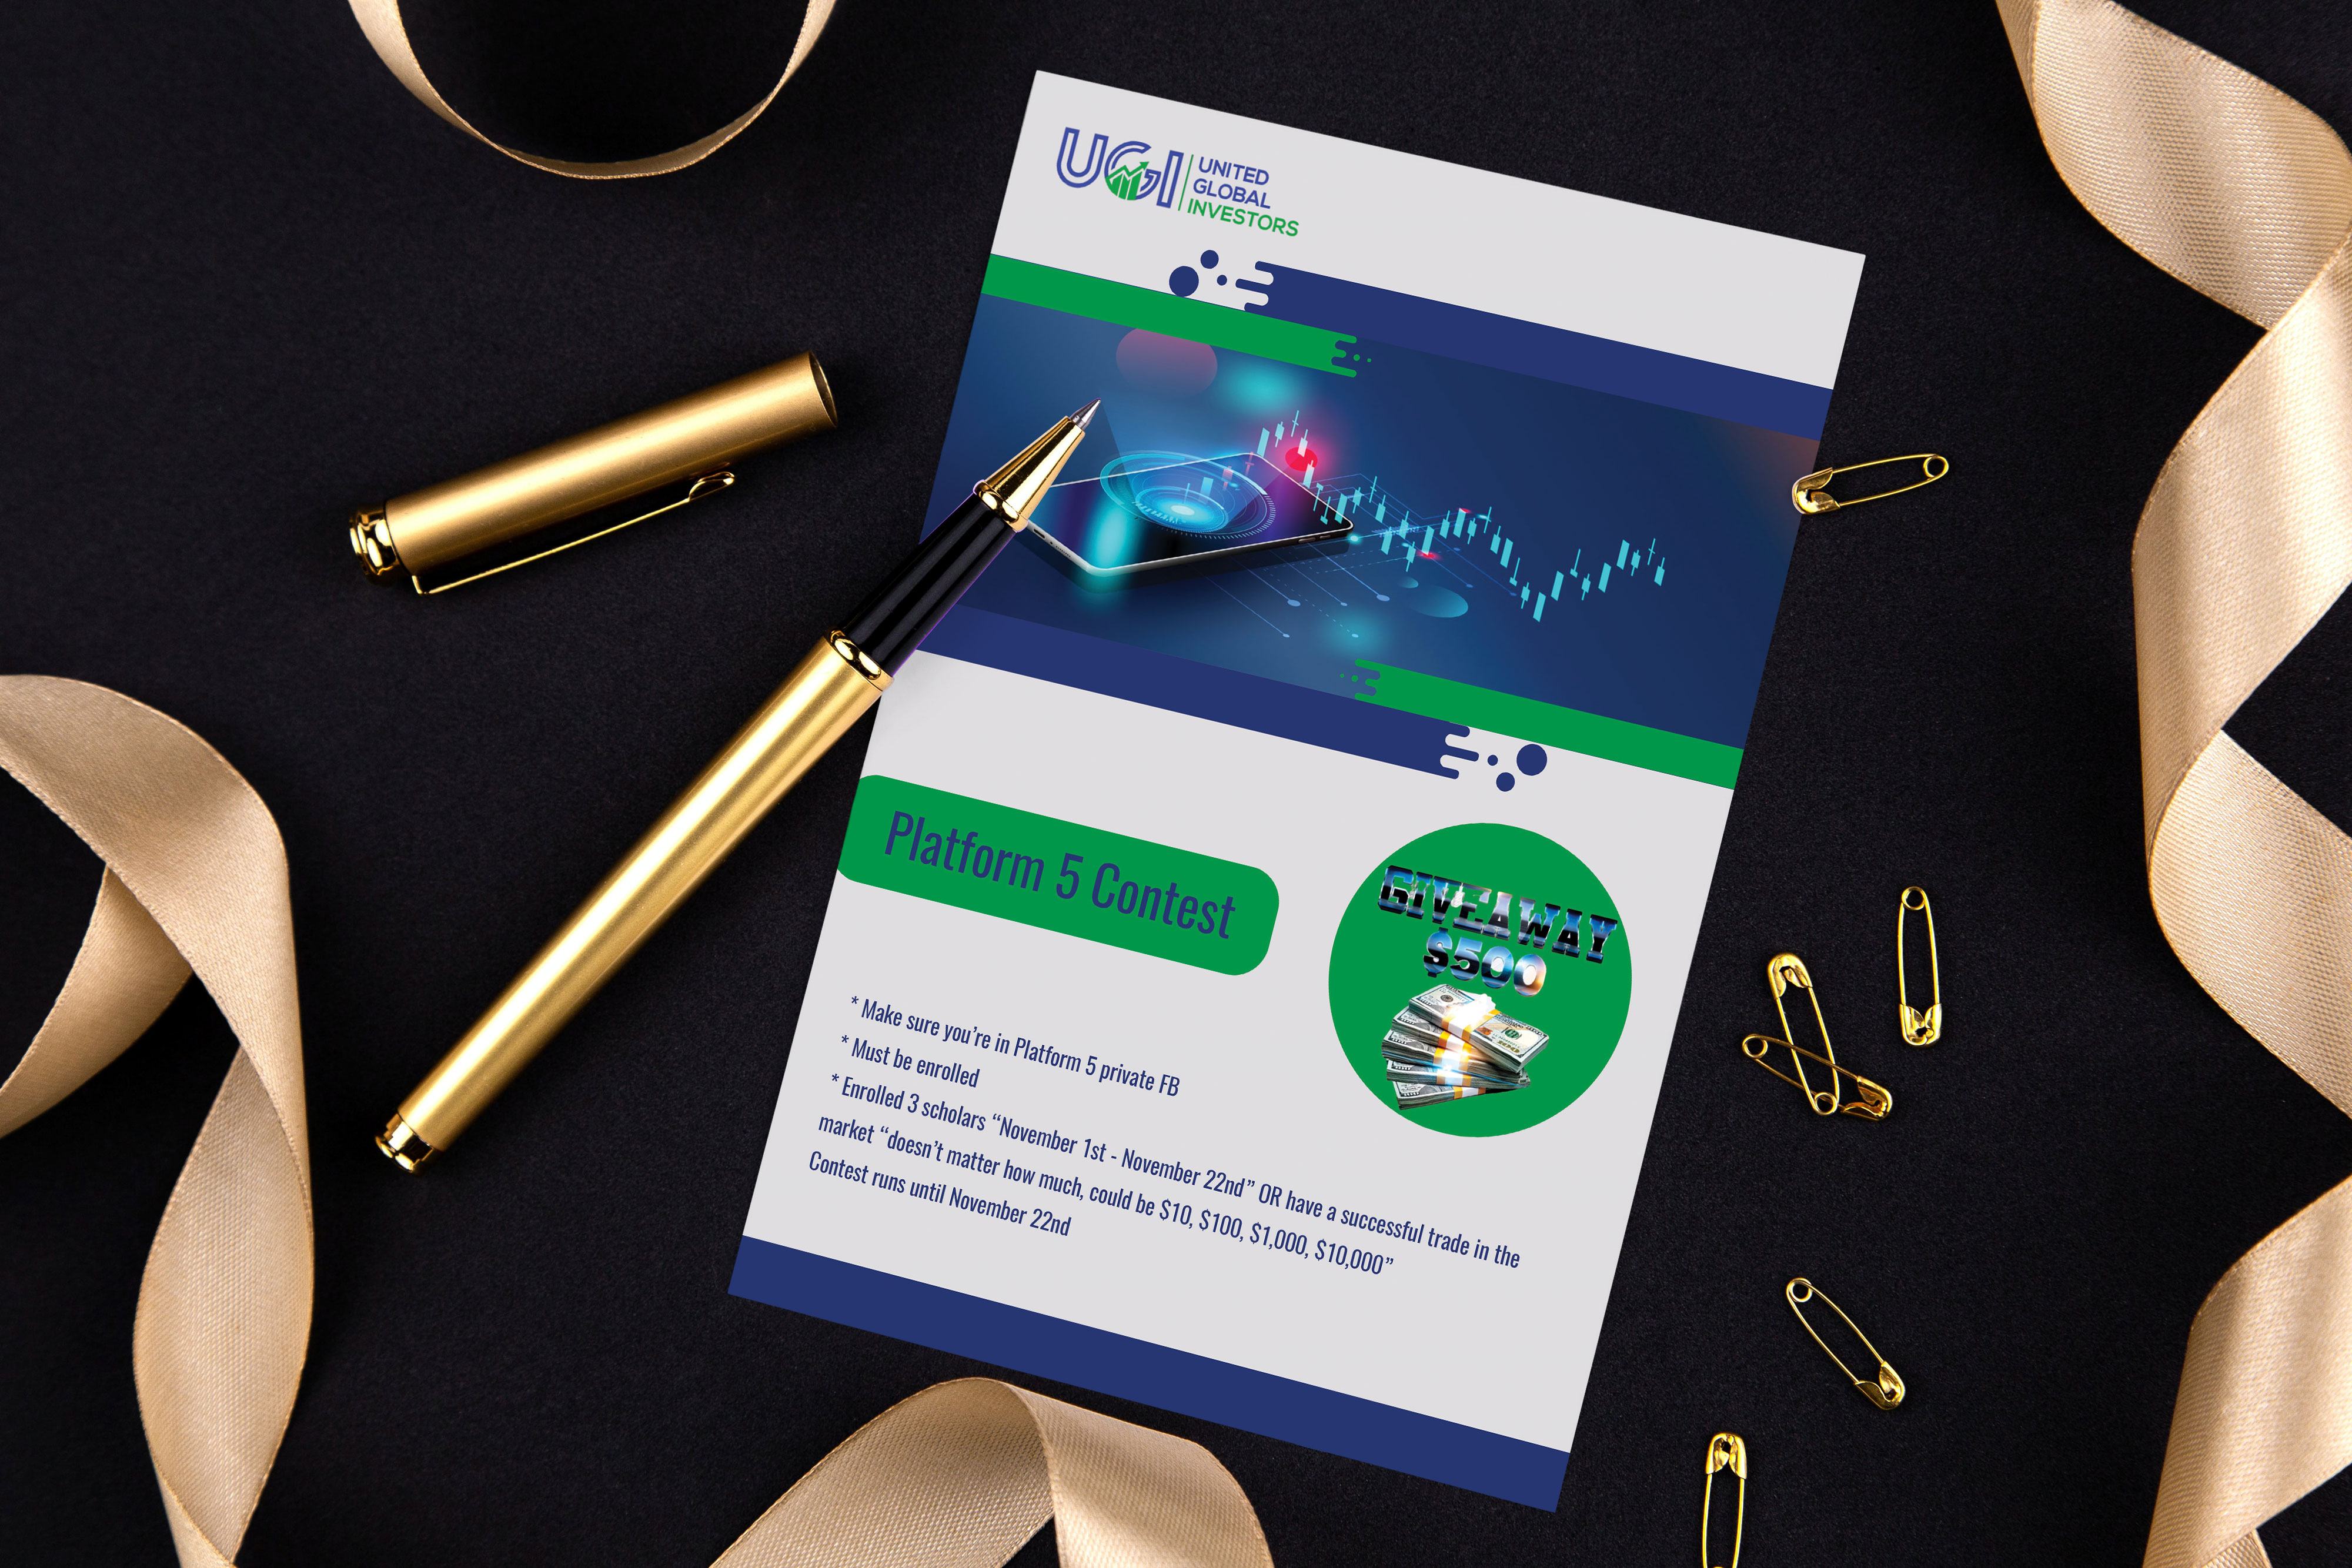 UGI
UNITED
GLOBAL
INVESTORS
Platform 5 Contest
GIVEAWAY
$500
* Make sure you're in Platform 5 private FB
* Must be enrolled
* Enrolled 3 scholars “November 1st - November 22nd” OR have a successful trade in the
market “doesn't matter how much, could be $10, $100, $1,000, $10,000”
Contest runs until November 22nd